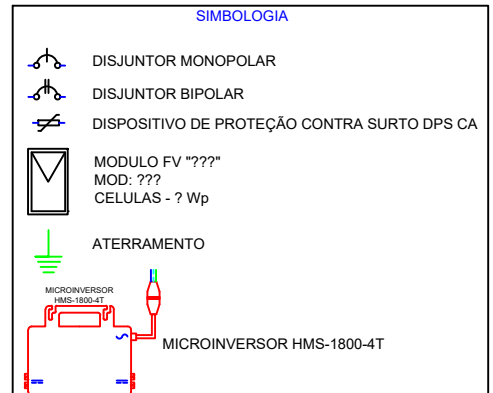 SIMBOLOGIA
DISJUNTOR MONOPOLAR
DISJUNTOR BIPOLAR
DISPOSITIVO DE PROTEÇÃO CONTRA SURTO DPS CA
MODULO FV "???"
MOD: ???
CELULAS - ? Wp
ATERRAMENTO
MICROINVERSOR
HMS-1800-4T
MICROINVERSOR HMS-1800-4T